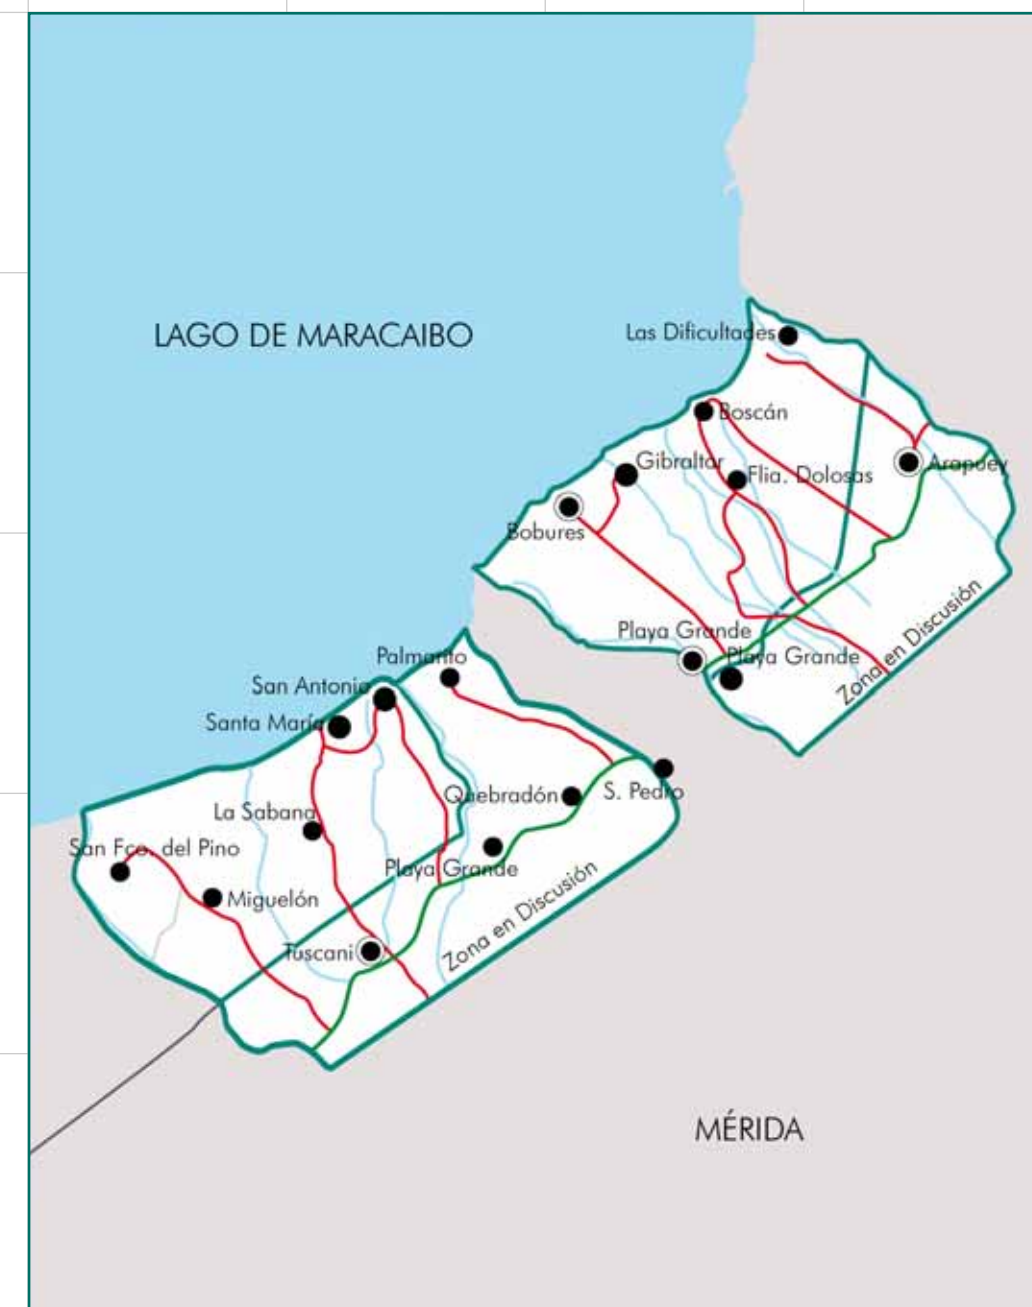 LAGO DE MARACAIBO
Las Dificultades
Boscán
Gibraltar
Flia. Dolosas
Arapuey
Bobures
Zona en Discusión
Playa Grande
Playa Grande
Palmarito
San Antonio
Santa María
Quebradón
S. Pedro
La Sabana
San Fco. del Pino
Playa Grande
Miguelón
Zona en Discusión
Tuscani
MÉRIDA